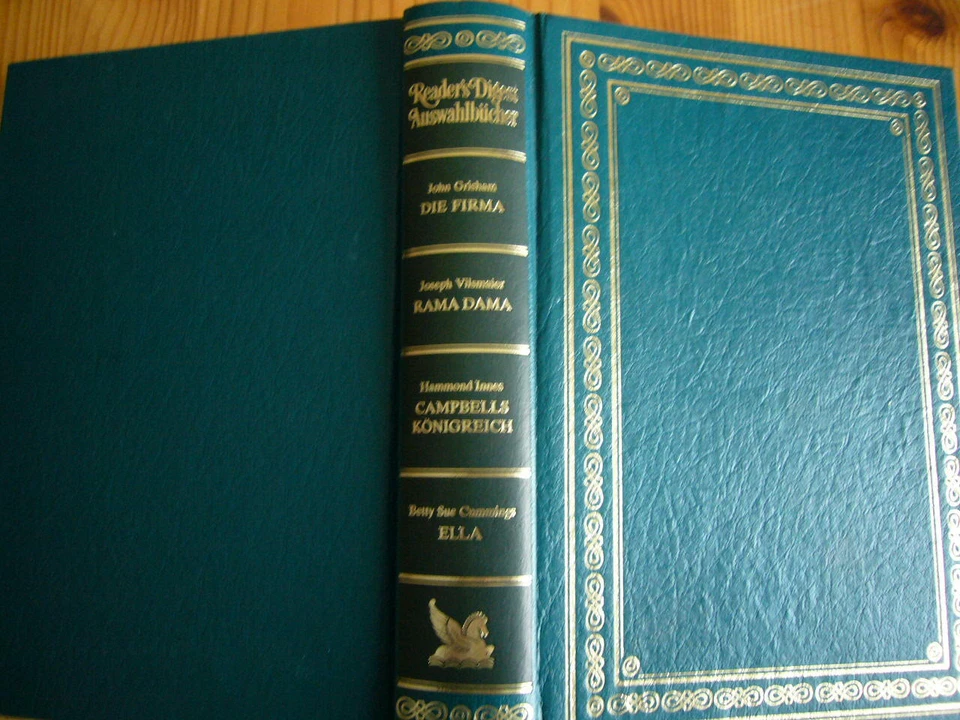 Reader's Digest
Auswahlbücher
John Grisham
DIE FIRMA
Joseph Vilsmaier
RAMA DAMA
Hammond Innes
CAMPBELLS
KÖNIGREICH
Betty Sue Cummings
ELLA